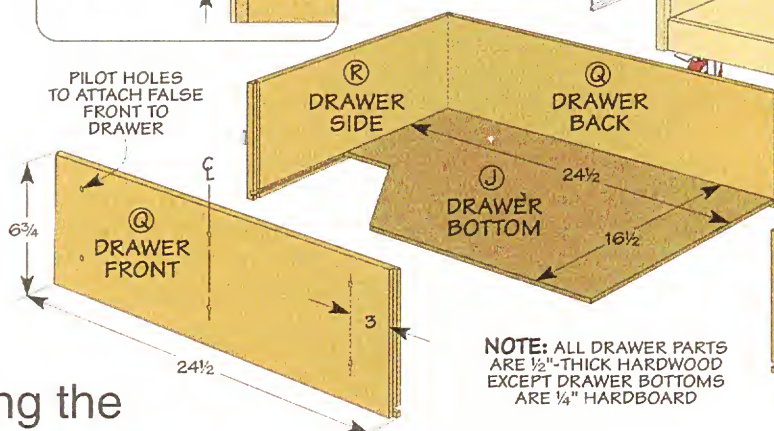 PILOT HOLES
TO ATTACH FALSE
FRONT TO
DRAWER
Ⓡ
DRAWER
SIDE
Ⓠ
DRAWER
BACK
24½
Ⓙ
DRAWER
BOTTOM
16½
℄
6¾
Ⓠ
DRAWER
FRONT
3
24½
NOTE: ALL DRAWER PARTS
ARE ½"-THICK HARDWOOD
EXCEPT DRAWER BOTTOMS
ARE ¼" HARDBOARD
ng the